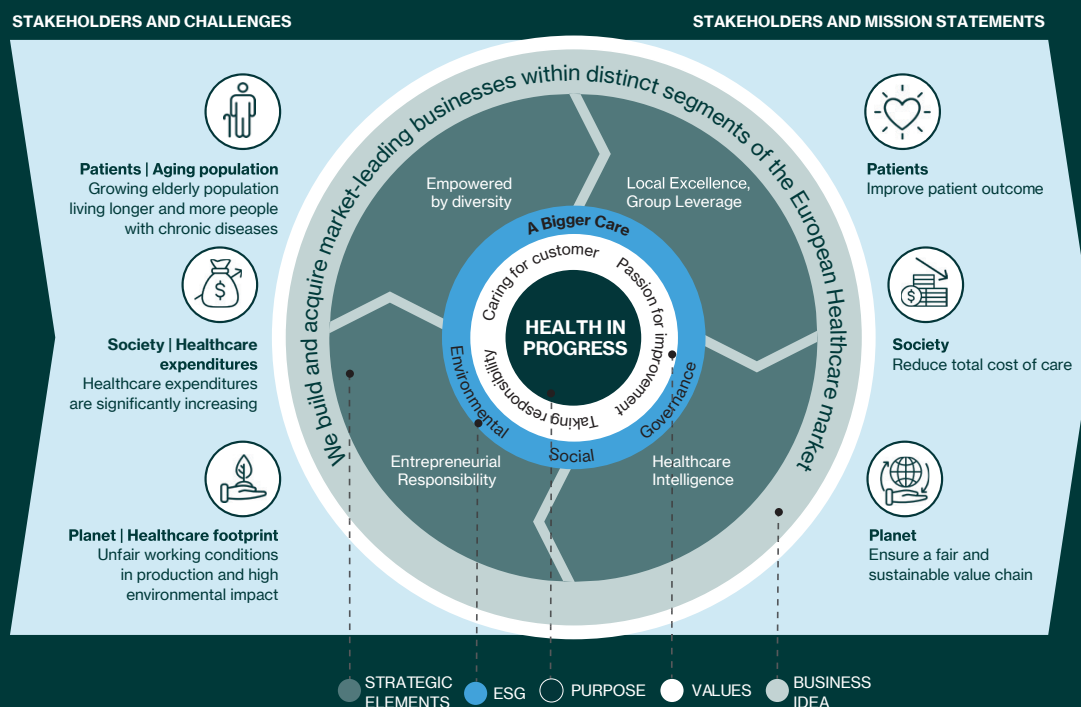 STAKEHOLDERS AND CHALLENGES
STAKEHOLDERS AND MISSION STATEMENTS
Patients | Aging population
Growing elderly population
living longer and more people
with chronic diseases
$
Society | Healthcare
expenditures
Healthcare expenditures
are significantly increasing
Planet | Healthcare footprint
Unfair working conditions
in production and high
environmental impact
We build and acquire market-leading businesses within distinct segments of the European Healthcare market
Empowered
by diversity
Local Excellence,
Group Leverage
Entrepreneurial
Responsibility
Healthcare
Intelligence
A Bigger Care
Environmental
Social
Governance
Caring for customer
Passion for improvement
Taking responsibility
HEALTH IN
PROGRESS
Patients
Improve patient outcome
$
Society
Reduce total cost of care
Planet
Ensure a fair and
sustainable value chain
STRATEGIC
ELEMENTS
ESG
PURPOSE
VALUES
BUSINESS
IDEA